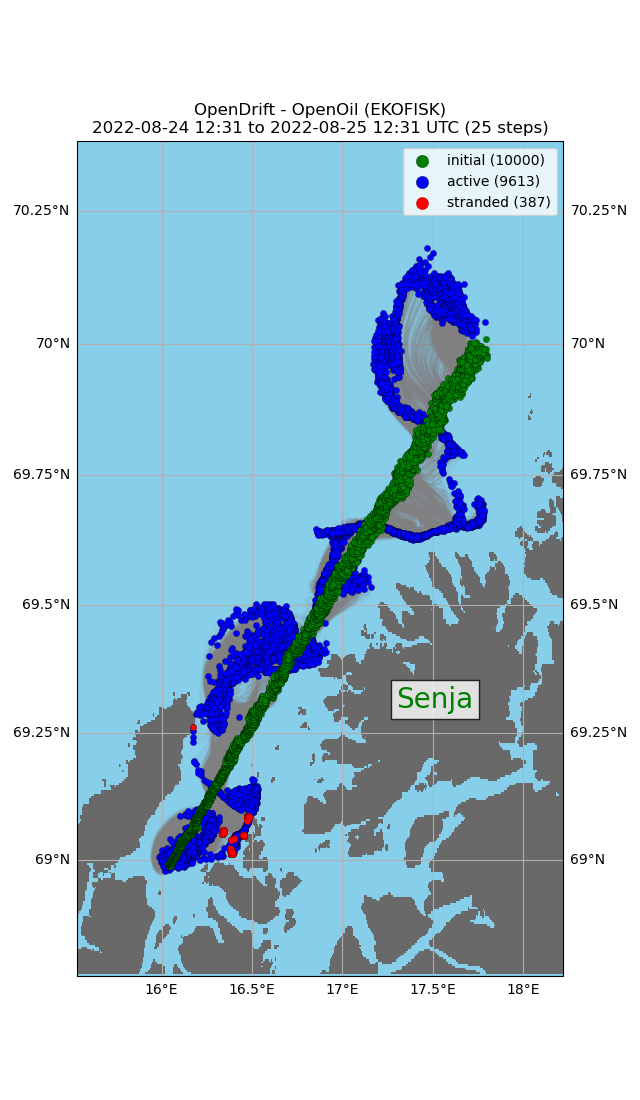 OpenDrift - OpenOil (EKOFISK)
2022-08-24 12:31 to 2022-08-25 12:31 UTC (25 steps)
initial (10000)
active (9613)
stranded (387)
70.25°N 70.25°N
70°N 70°N
69.75°N 69.75°N
69.5°N 69.5°N
Senja
69.25°N 69.25°N
69°N 69°N
16°E 16.5°E 17°E 17.5°E 18°E